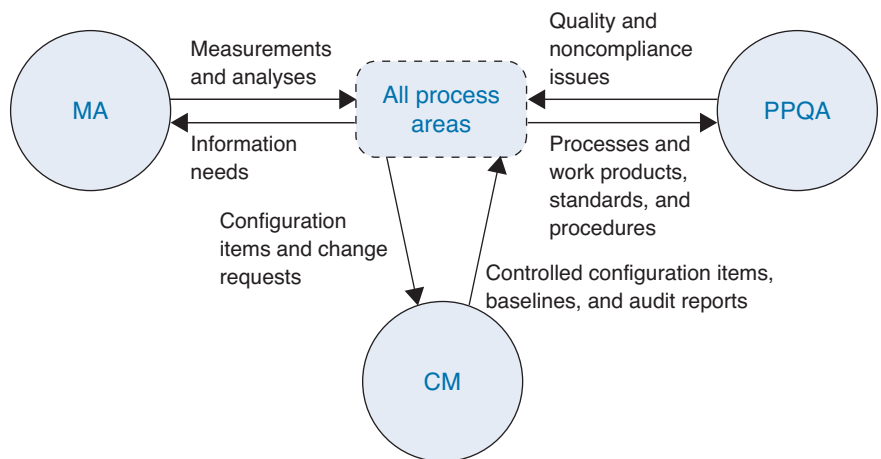 Measurements
and analyses
MA
Information
needs
All process
areas
Quality and
noncompliance
issues
PPQA
Processes and
work products,
standards, and
procedures
Configuration
items and change
requests
Controlled configuration items,
baselines, and audit reports
CM